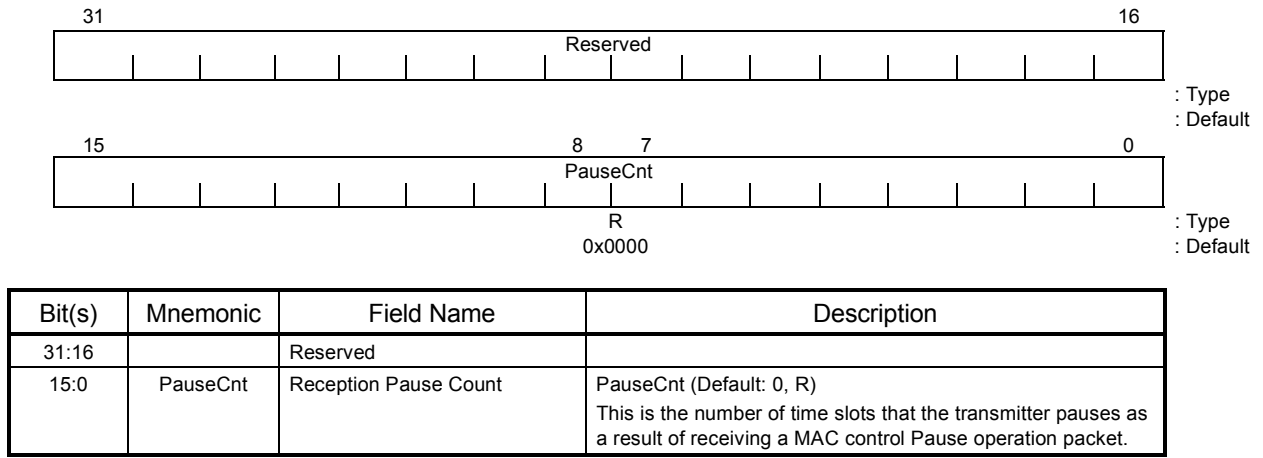 31 16
Reserved
: Type
: Default
15 8 7 0
PauseCnt
R : Type
0x0000 : Default
Bit(s) Mnemonic Field Name Description
31:16 Reserved
15:0 PauseCnt Reception Pause Count PauseCnt (Default: 0, R)
This is the number of time slots that the transmitter pauses as
a result of receiving a MAC control Pause operation packet.